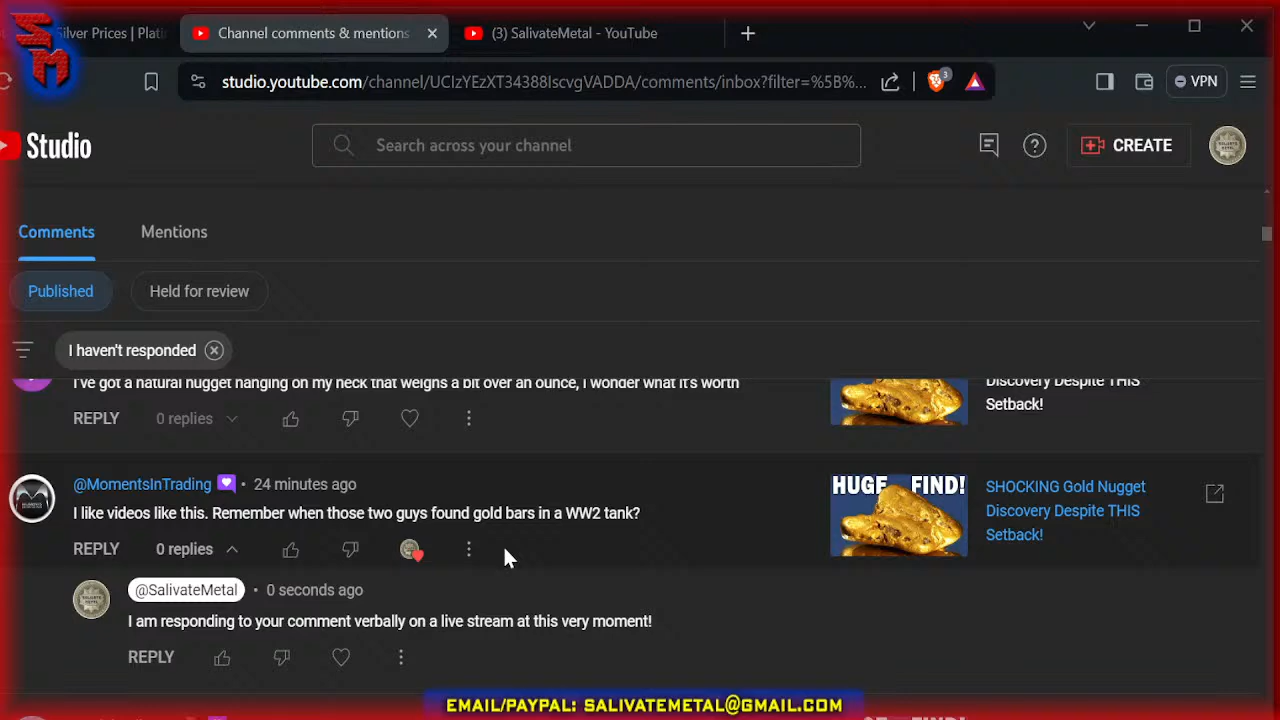 SM
Silver Prices | Plati
Channel comments & mentions
(3) SalivateMetal - YouTube
studio.youtube.com/channel/UCIzYEzXT34388IscvgVADDA/comments/inbox?filter=%5B%...
3
VPN
Studio
Search across your channel
CREATE
Comments
Mentions
Published
Held for review
I haven't responded
I've got a natural nugget hanging on my neck that weighs a bit over an ounce, I wonder what it's worth
Discovery Despite THIS
Setback!
REPLY
0 replies
@MomentsInTrading
24 minutes ago
I like videos like this. Remember when those two guys found gold bars in a WW2 tank?
HUGE FIND!
SHOCKING Gold Nugget
Discovery Despite THIS
Setback!
REPLY
0 replies
@SalivateMetal
0 seconds ago
I am responding to your comment verbally on a live stream at this very moment!
REPLY
EMAIL/PAYPAL: SALIVATEMETAL@GMAIL.COM